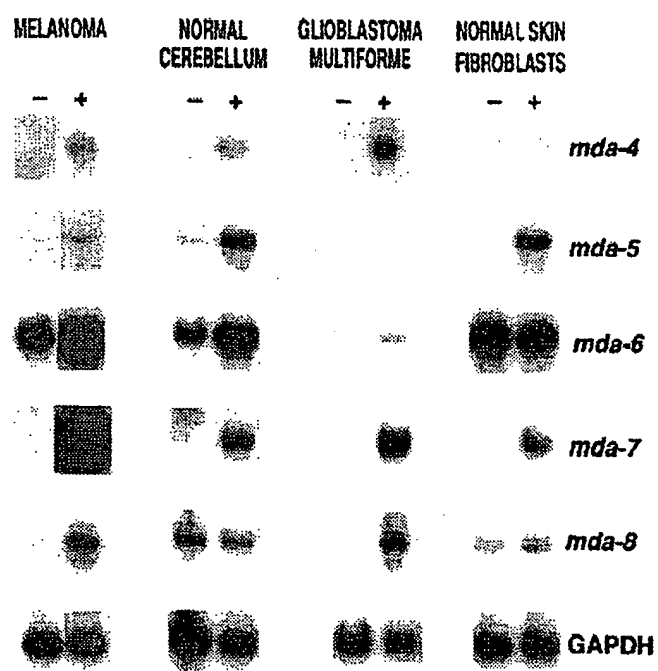 MELANOMA
NORMAL
CEREBELLUM
GLIOBLASTOMA
MULTIFORME
NORMAL SKIN
FIBROBLASTS
− + − + − + − +
mda-4
mda-5
mda-6
mda-7
mda-8
GAPDH